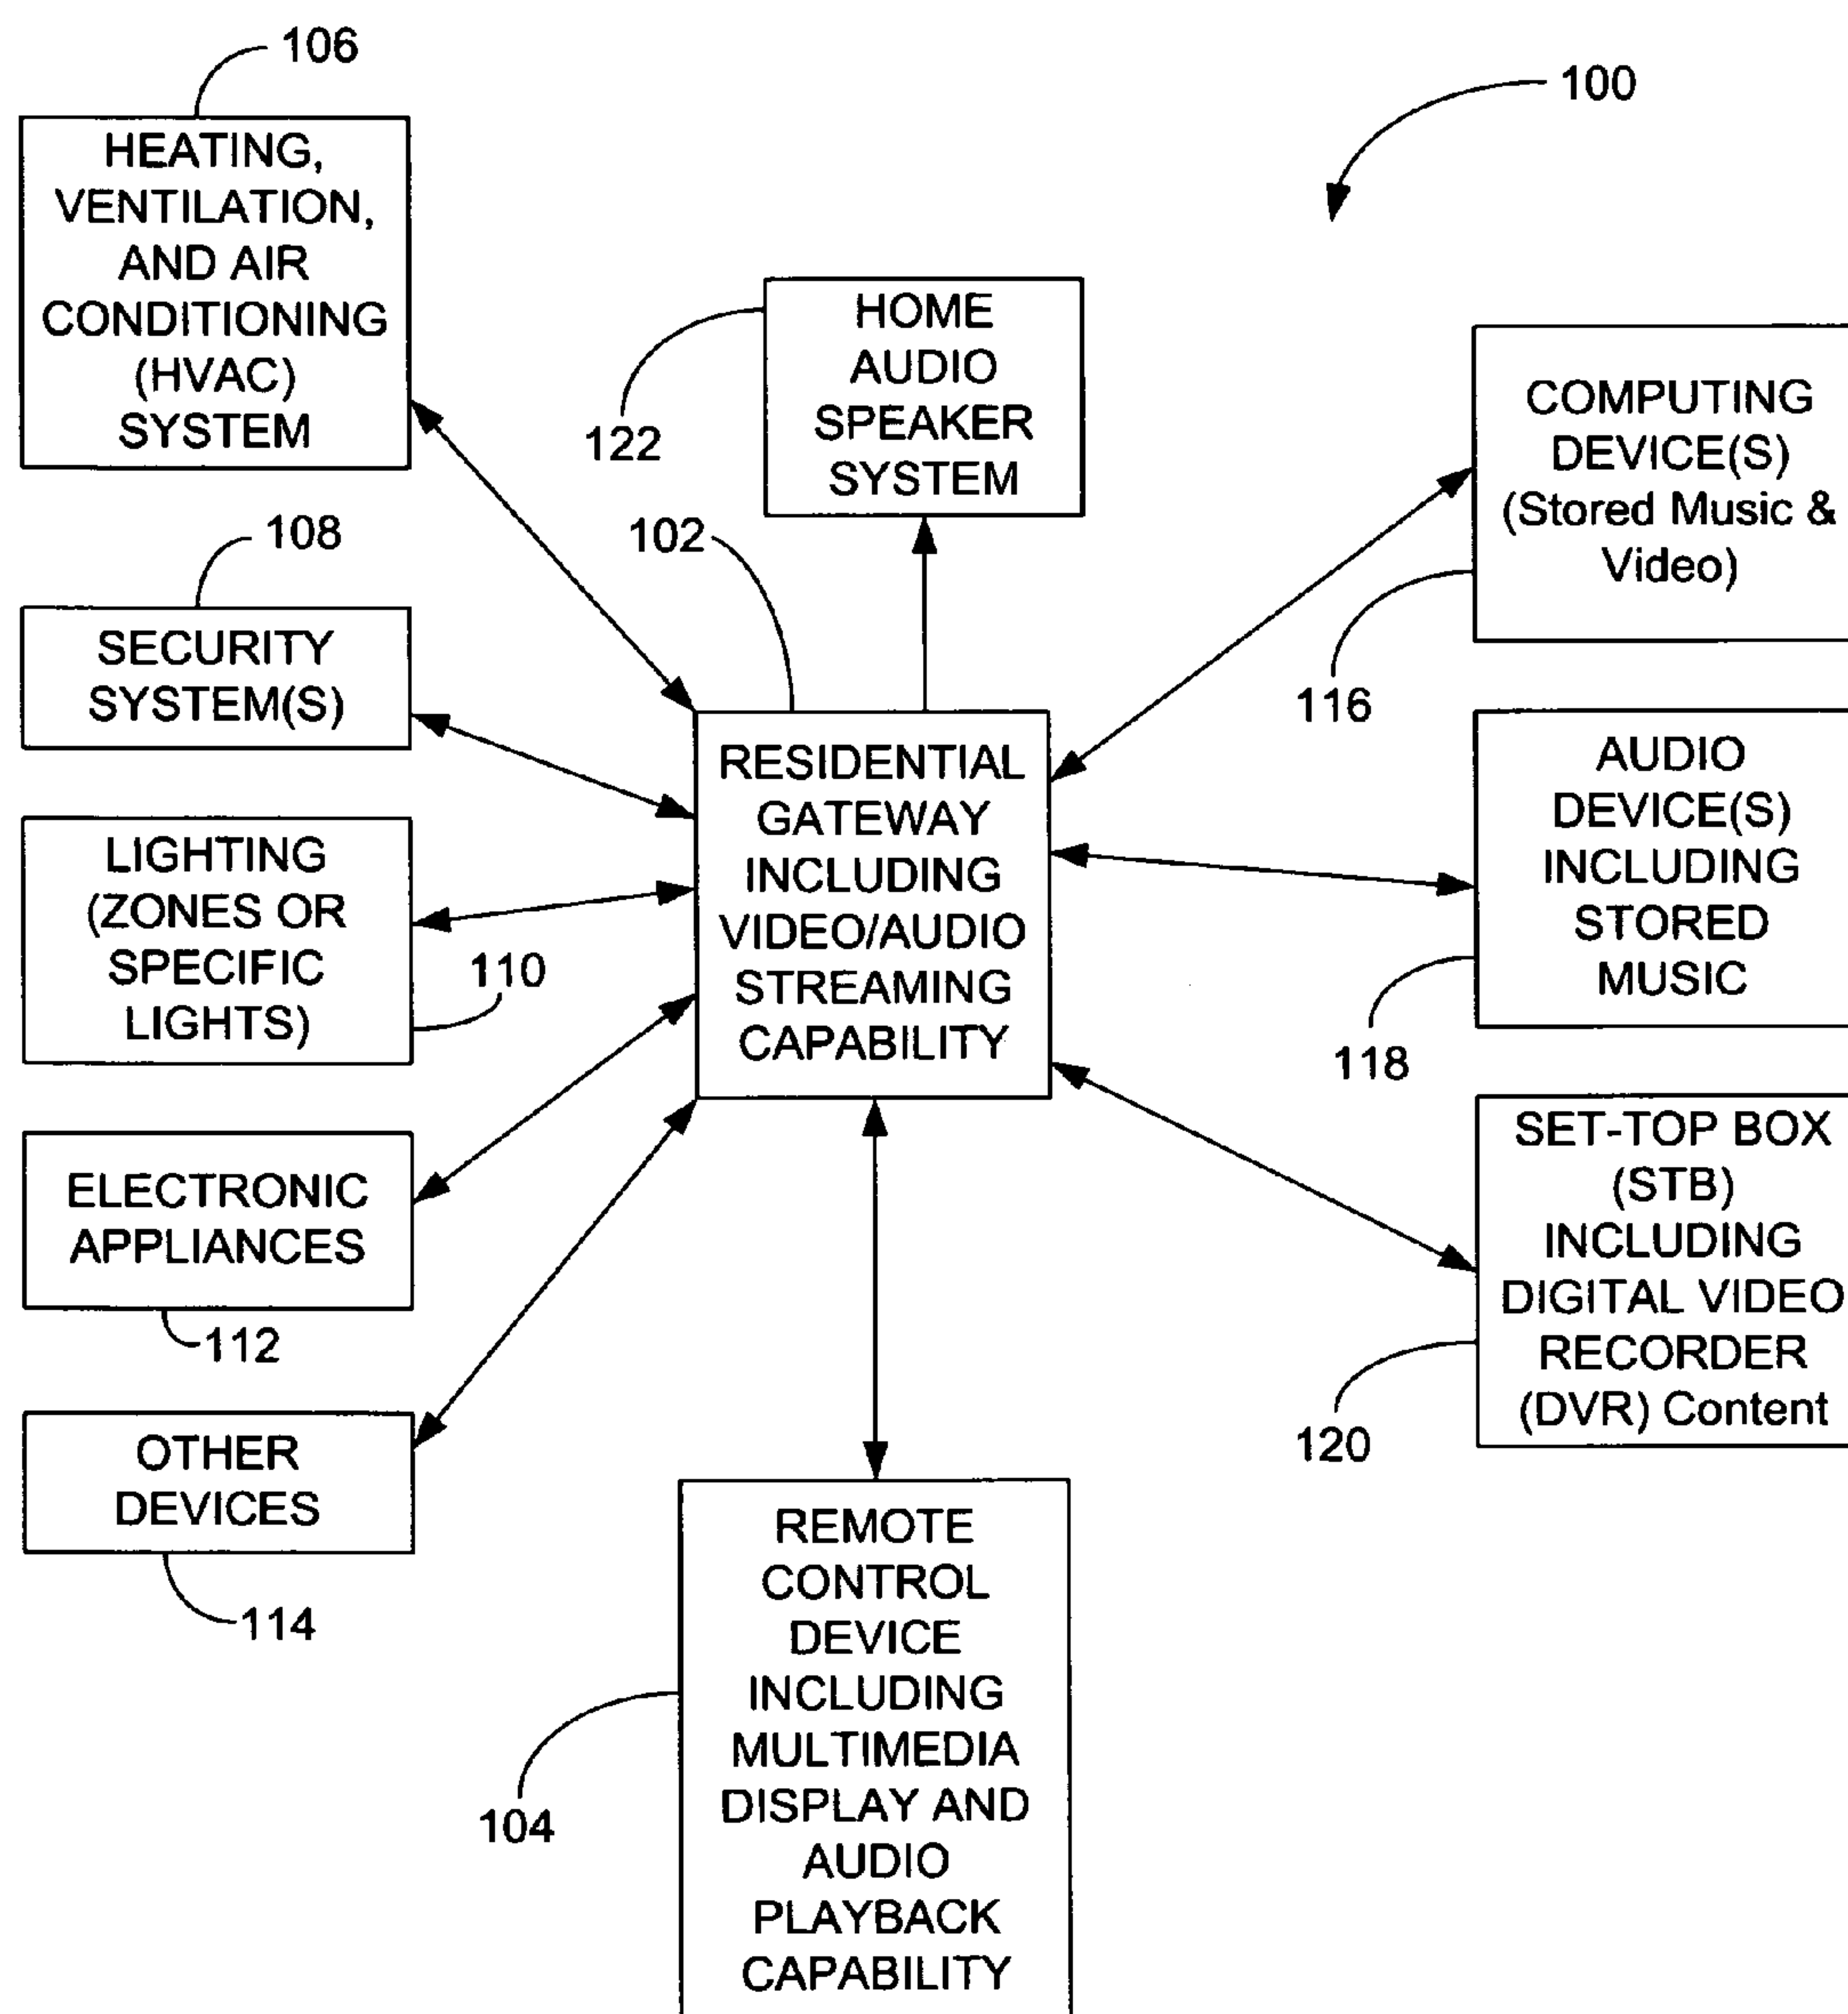 106
HEATING,
VENTILATION,
AND AIR
CONDITIONING
(HVAC)
SYSTEM
100
HOME
AUDIO
SPEAKER
SYSTEM
122
COMPUTING
DEVICE(S)
(Stored Music &
Video)
116
108
SECURITY
SYSTEM(S)
102
RESIDENTIAL
GATEWAY
INCLUDING
VIDEO/AUDIO
STREAMING
CAPABILITY
AUDIO
DEVICE(S)
INCLUDING
STORED
MUSIC
118
LIGHTING
(ZONES OR
SPECIFIC
LIGHTS)
110
ELECTRONIC
APPLIANCES
112
SET-TOP BOX
(STB)
INCLUDING
DIGITAL VIDEO
RECORDER
(DVR) Content
120
OTHER
DEVICES
114
REMOTE
CONTROL
DEVICE
INCLUDING
MULTIMEDIA
DISPLAY AND
AUDIO
PLAYBACK
CAPABILITY
104